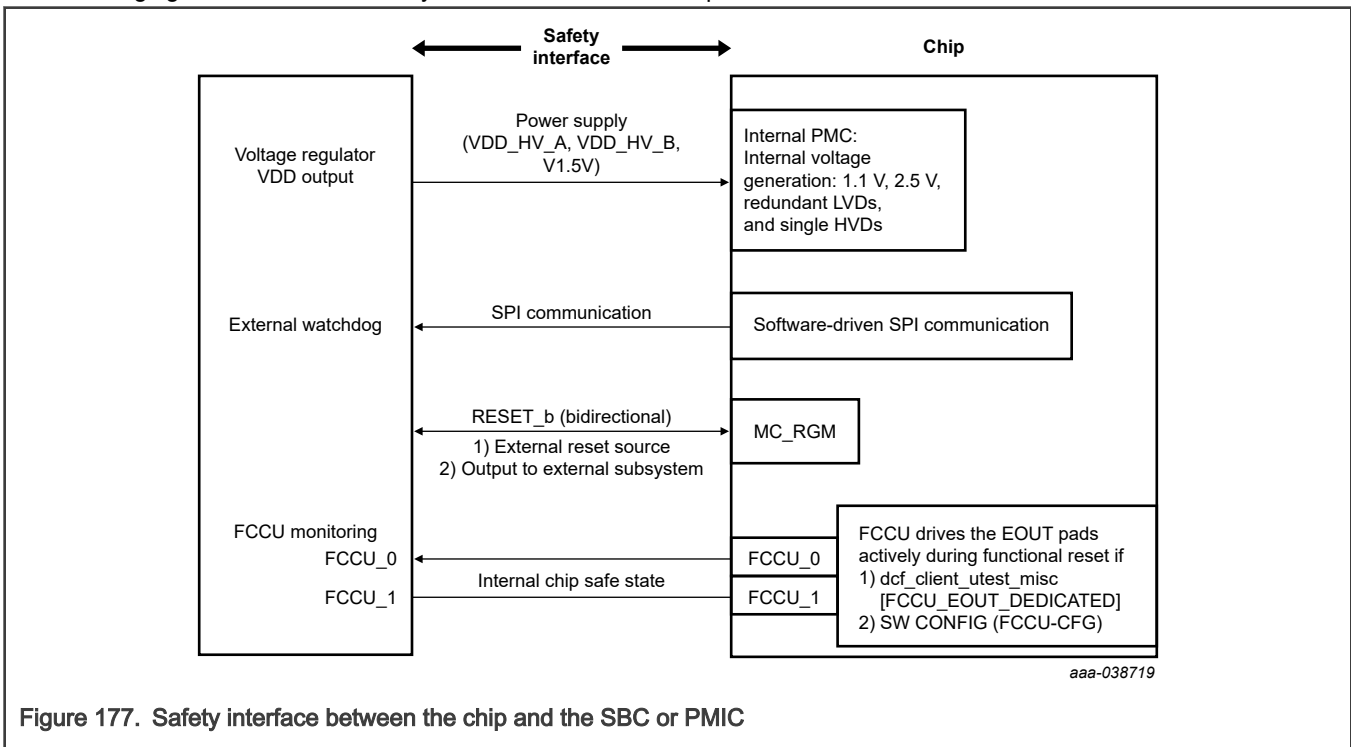 Safety
interface
Chip
Voltage regulator
VDD output
Power supply
(VDD_HV_A, VDD_HV_B,
V1.5V)
Internal PMC:
Internal voltage
generation: 1.1 V, 2.5 V,
redundant LVDs,
and single HVDs
External watchdog
SPI communication
Software-driven SPI communication
RESET_b (bidirectional)
1) External reset source
2) Output to external subsystem
MC_RGM
FCCU monitoring
FCCU_0
FCCU_1
Internal chip safe state
FCCU_0
FCCU_1
FCCU drives the EOUT pads
actively during functional reset if
1) dcf_client_utest_misc
[FCCU_EOUT_DEDICATED]
2) SW CONFIG (FCCU-CFG)
aaa-038719
Figure 177. Safety interface between the chip and the SBC or PMIC